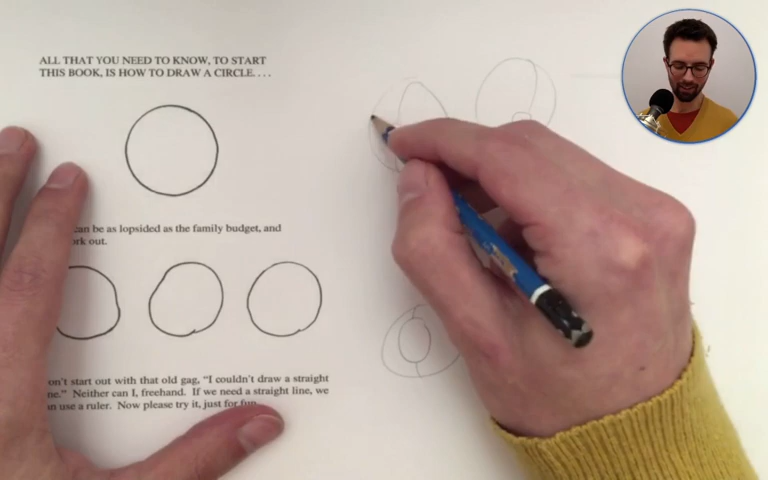 ALL THAT YOU NEED TO KNOW, TO START
THIS BOOK, IS HOW TO DRAW A CIRCLE. . . .
can be as lopsided as the family budget, and
out.
start out with that old gag, “I couldn't draw a straight
Neither can I, freehand. If we need a straight line, we
use a ruler. Now please try it, just for fun